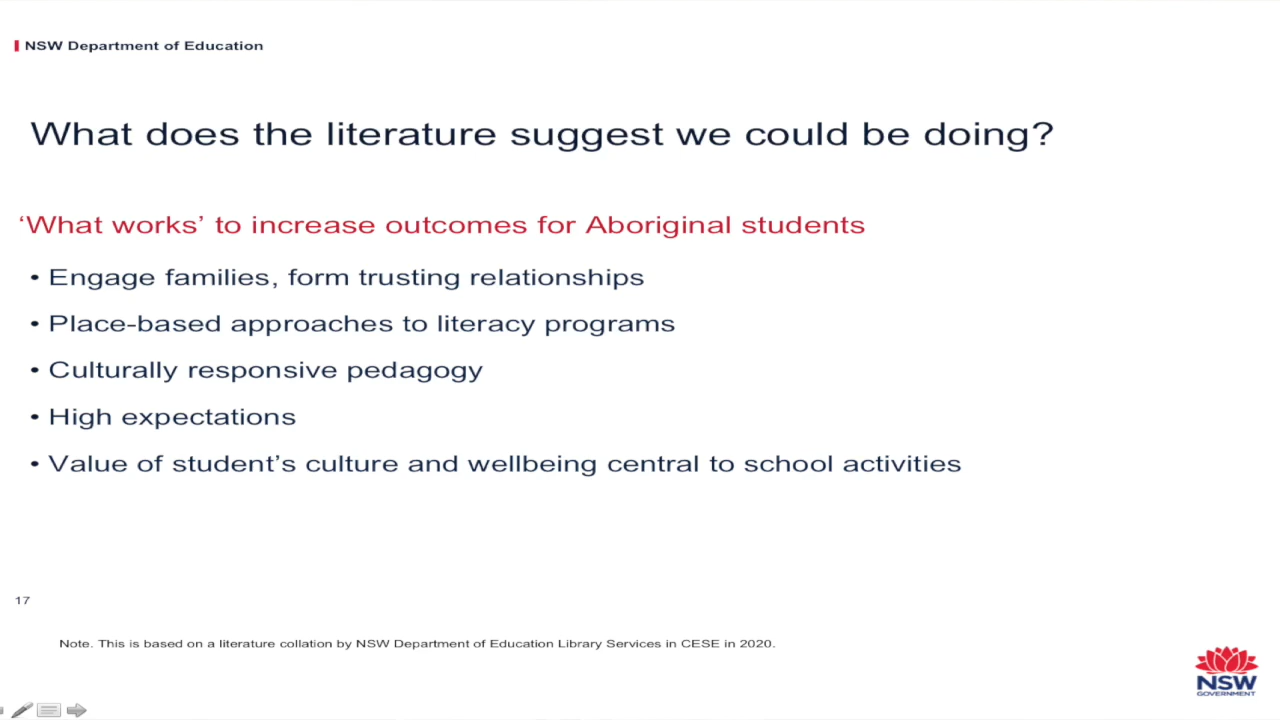 NSW Department of Education
What does the literature suggest we could be doing?
‘What works’ to increase outcomes for Aboriginal students
• Engage families, form trusting relationships
• Place-based approaches to literacy programs
• Culturally responsive pedagogy
• High expectations
• Value of student’s culture and wellbeing central to school activities
17
Note. This is based on a literature collation by NSW Department of Education Library Services in CESE in 2020.
NSW
GOVERNMENT